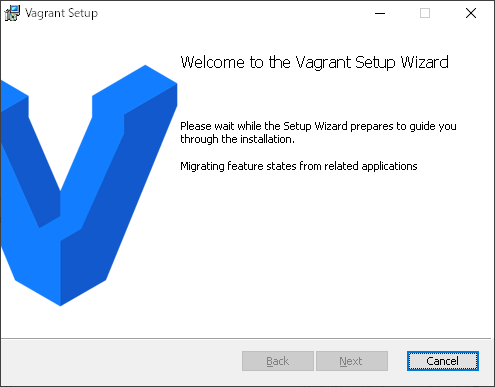 Vagrant Setup
Welcome to the Vagrant Setup Wizard
Please wait while the Setup Wizard prepares to guide you
through the installation.
Migrating feature states from related applications
Back
Next
Cancel